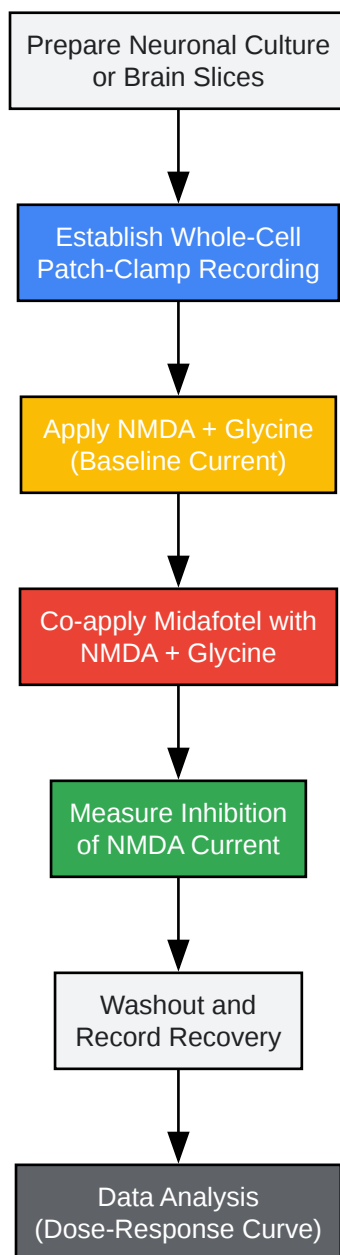 Prepare Neuronal Culture
or Brain Slices
Establish Whole-Cell
Patch-Clamp Recording
Apply NMDA + Glycine
(Baseline Current)
Co-apply Midafotel with
NMDA + Glycine
Measure Inhibition
of NMDA Current
Washout and
Record Recovery
Data Analysis
(Dose-Response Curve)